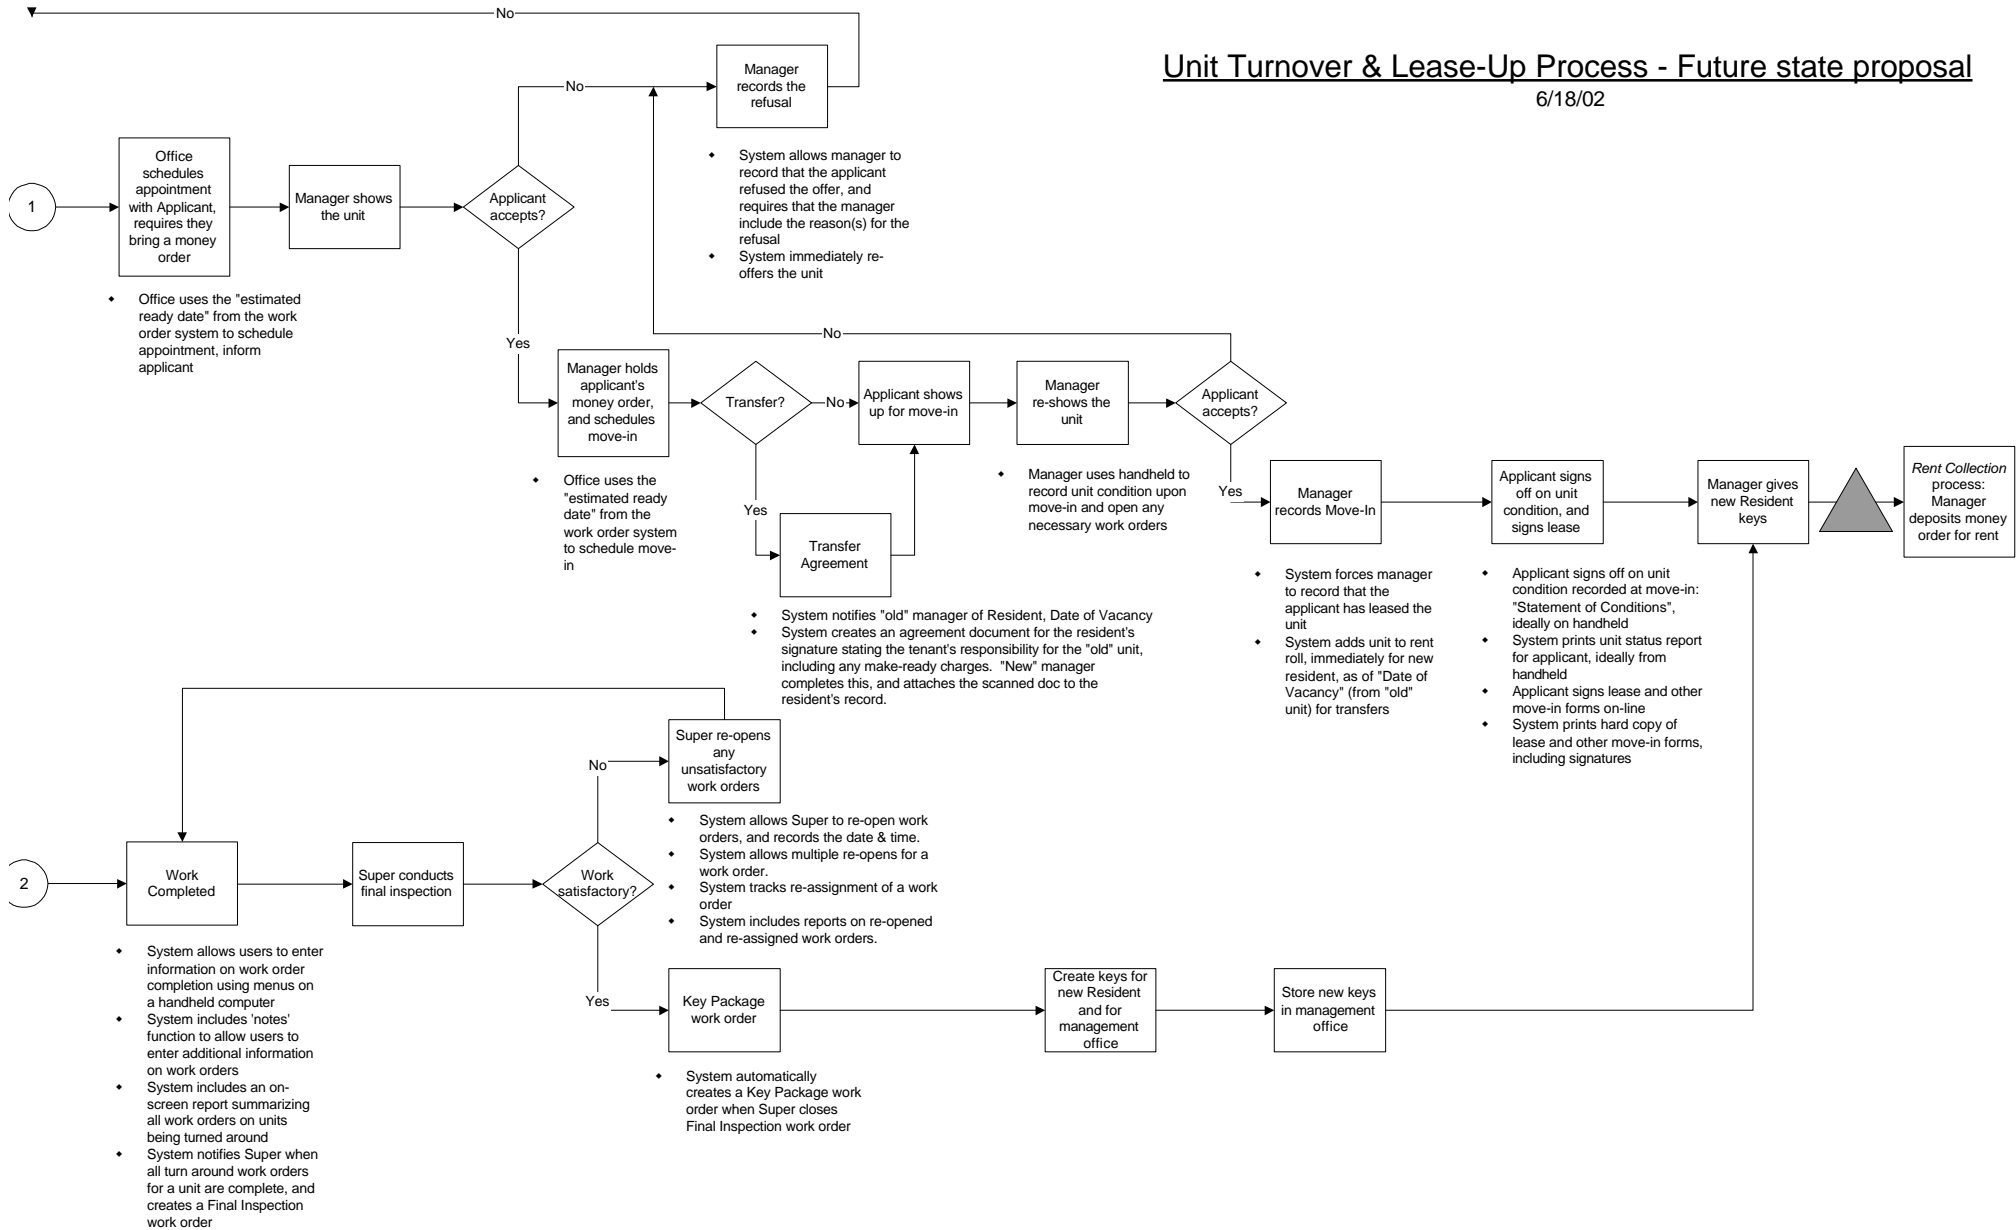 No
Unit Turnover & Lease-Up Process - Future state proposal
6/18/02
No
Manager
records the
refusal
System allows manager to
record that the applicant
refused the offer, and
requires that the manager
include the reason(s) for the
refusal
System immediately re-
offers the unit
1
Office
schedules
appointment
with Applicant,
requires they
bring a money
order
Office uses the "estimated
ready date" from the work
order system to schedule
appointment, inform
applicant
Manager shows
the unit
Applicant
accepts?
Yes
No
Manager holds
applicant's
money order,
and schedules
move-in
Office uses the
"estimated ready
date" from the
work order system
to schedule move-
in
Transfer?
No
Yes
Transfer
Agreement
System notifies "old" manager of Resident, Date of Vacancy
System creates an agreement document for the resident's
signature stating the tenant's responsibility for the "old" unit,
including any make-ready charges.  "New" manager
completes this, and attaches the scanned doc to the
resident's record.
Applicant shows
up for move-in
Manager
re-shows the
unit
Manager uses handheld to
record unit condition upon
move-in and open any
necessary work orders
Applicant
accepts?
Yes
Manager
records Move-In
System forces manager
to record that the
applicant has leased the
unit
System adds unit to rent
roll, immediately for new
resident, as of "Date of
Vacancy" (from "old"
unit) for transfers
Applicant signs
off on unit
condition, and
signs lease
Applicant signs off on unit
condition recorded at move-in:
"Statement of Conditions",
ideally on handheld
System prints unit status report
for applicant, ideally from
handheld
Applicant signs lease and other
move-in forms on-line
System prints hard copy of
lease and other move-in forms,
including signatures
Manager gives
new Resident
keys
Rent Collection
process:
Manager
deposits money
order for rent
2
Work
Completed
System allows users to enter
information on work order
completion using menus on
a handheld computer
System includes 'notes'
function to allow users to
enter additional information
on work orders
System includes an on-
screen report summarizing
all work orders on units
being turned around
System notifies Super when
all turn around work orders
for a unit are complete, and
creates a Final Inspection
work order
Super conducts
final inspection
Work
satisfactory?
No
Super re-opens
any
unsatisfactory
work orders
System allows Super to re-open work
orders, and records the date & time.
System allows multiple re-opens for a
work order.
System tracks re-assignment of a work
order
System includes reports on re-opened
and re-assigned work orders.
Yes
Key Package
work order
System automatically
creates a Key Package work
order when Super closes
Final Inspection work order
Create keys for
new Resident
and for
management
office
Store new keys
in management
office